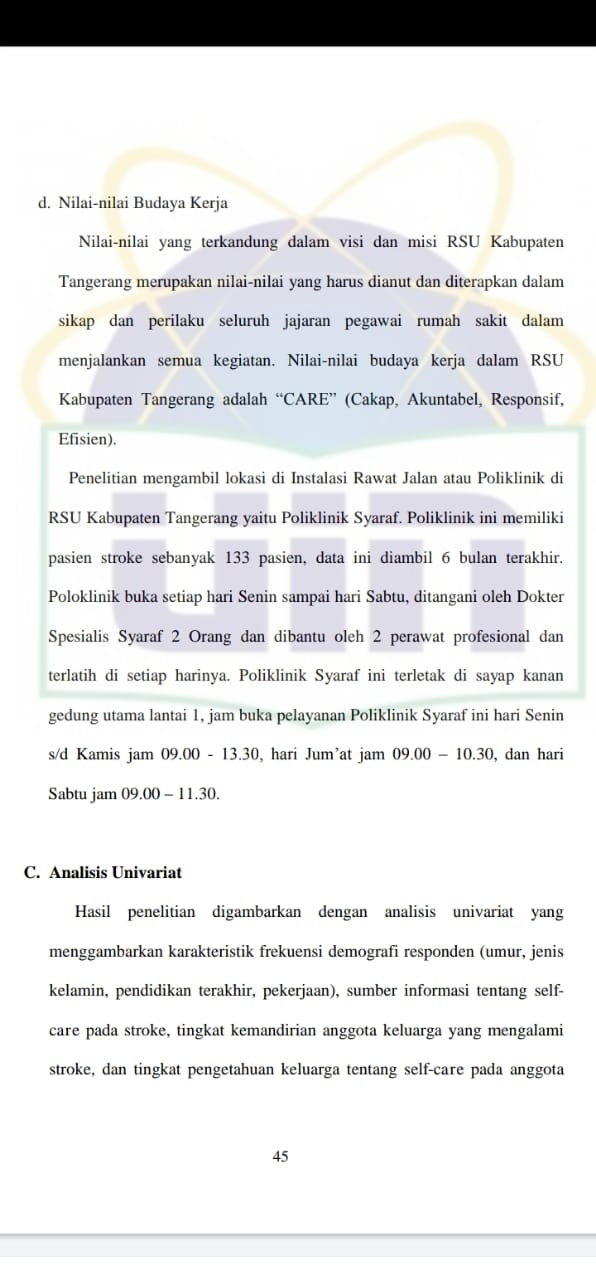 d. Nilai-nilai Budaya Kerja
Nilai-nilai yang terkandung dalam visi dan misi RSU Kabupaten
Tangerang merupakan nilai-nilai yang harus dianut dan diterapkan dalam
sikap dan perilaku seluruh jajaran pegawai rumah sakit dalam
menjalankan semua kegiatan. Nilai-nilai budaya kerja dalam RSU
Kabupaten Tangerang adalah “CARE” (Cakap, Akuntabel, Responsif,
Efisien).
Penelitian mengambil lokasi di Instalasi Rawat Jalan atau Poliklinik di
RSU Kabupaten Tangerang yaitu Poliklinik Syaraf. Poliklinik ini memiliki
pasien stroke sebanyak 133 pasien, data ini diambil 6 bulan terakhir.
Poloklinik buka setiap hari Senin sampai hari Sabtu, ditangani oleh Dokter
Spesialis Syaraf 2 Orang dan dibantu oleh 2 perawat profesional dan
terlatih di setiap harinya. Poliklinik Syaraf ini terletak di sayap kanan
gedung utama lantai 1, jam buka pelayanan Poliklinik Syaraf ini hari Senin
s/d Kamis jam 09.00 - 13.30, hari Jum’at jam 09.00 – 10.30, dan hari
Sabtu jam 09.00 – 11.30.
C. Analisis Univariat
Hasil penelitian digambarkan dengan analisis univariat yang
menggambarkan karakteristik frekuensi demografi responden (umur, jenis
kelamin, pendidikan terakhir, pekerjaan), sumber informasi tentang self-
care pada stroke, tingkat kemandirian anggota keluarga yang mengalami
stroke, dan tingkat pengetahuan keluarga tentang self-care pada anggota
45
uin